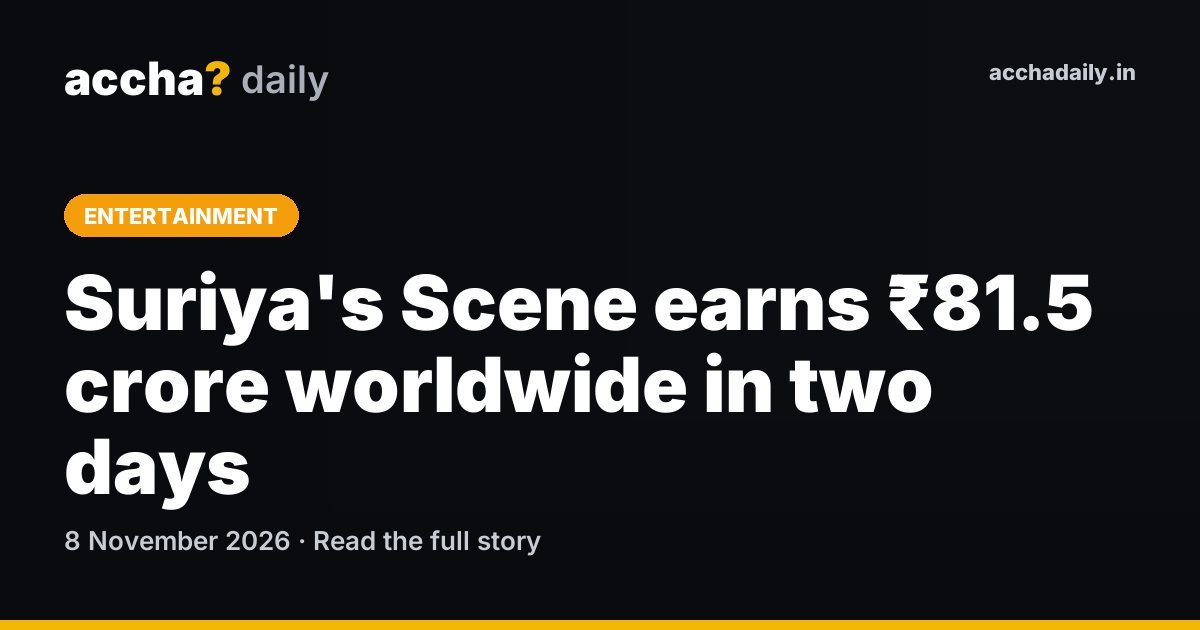 accha? daily
acchadaily.in
ENTERTAINMENT
Suriya's Scene earns ₹81.5
crore worldwide in two
days
8 November 2026 · Read the full story